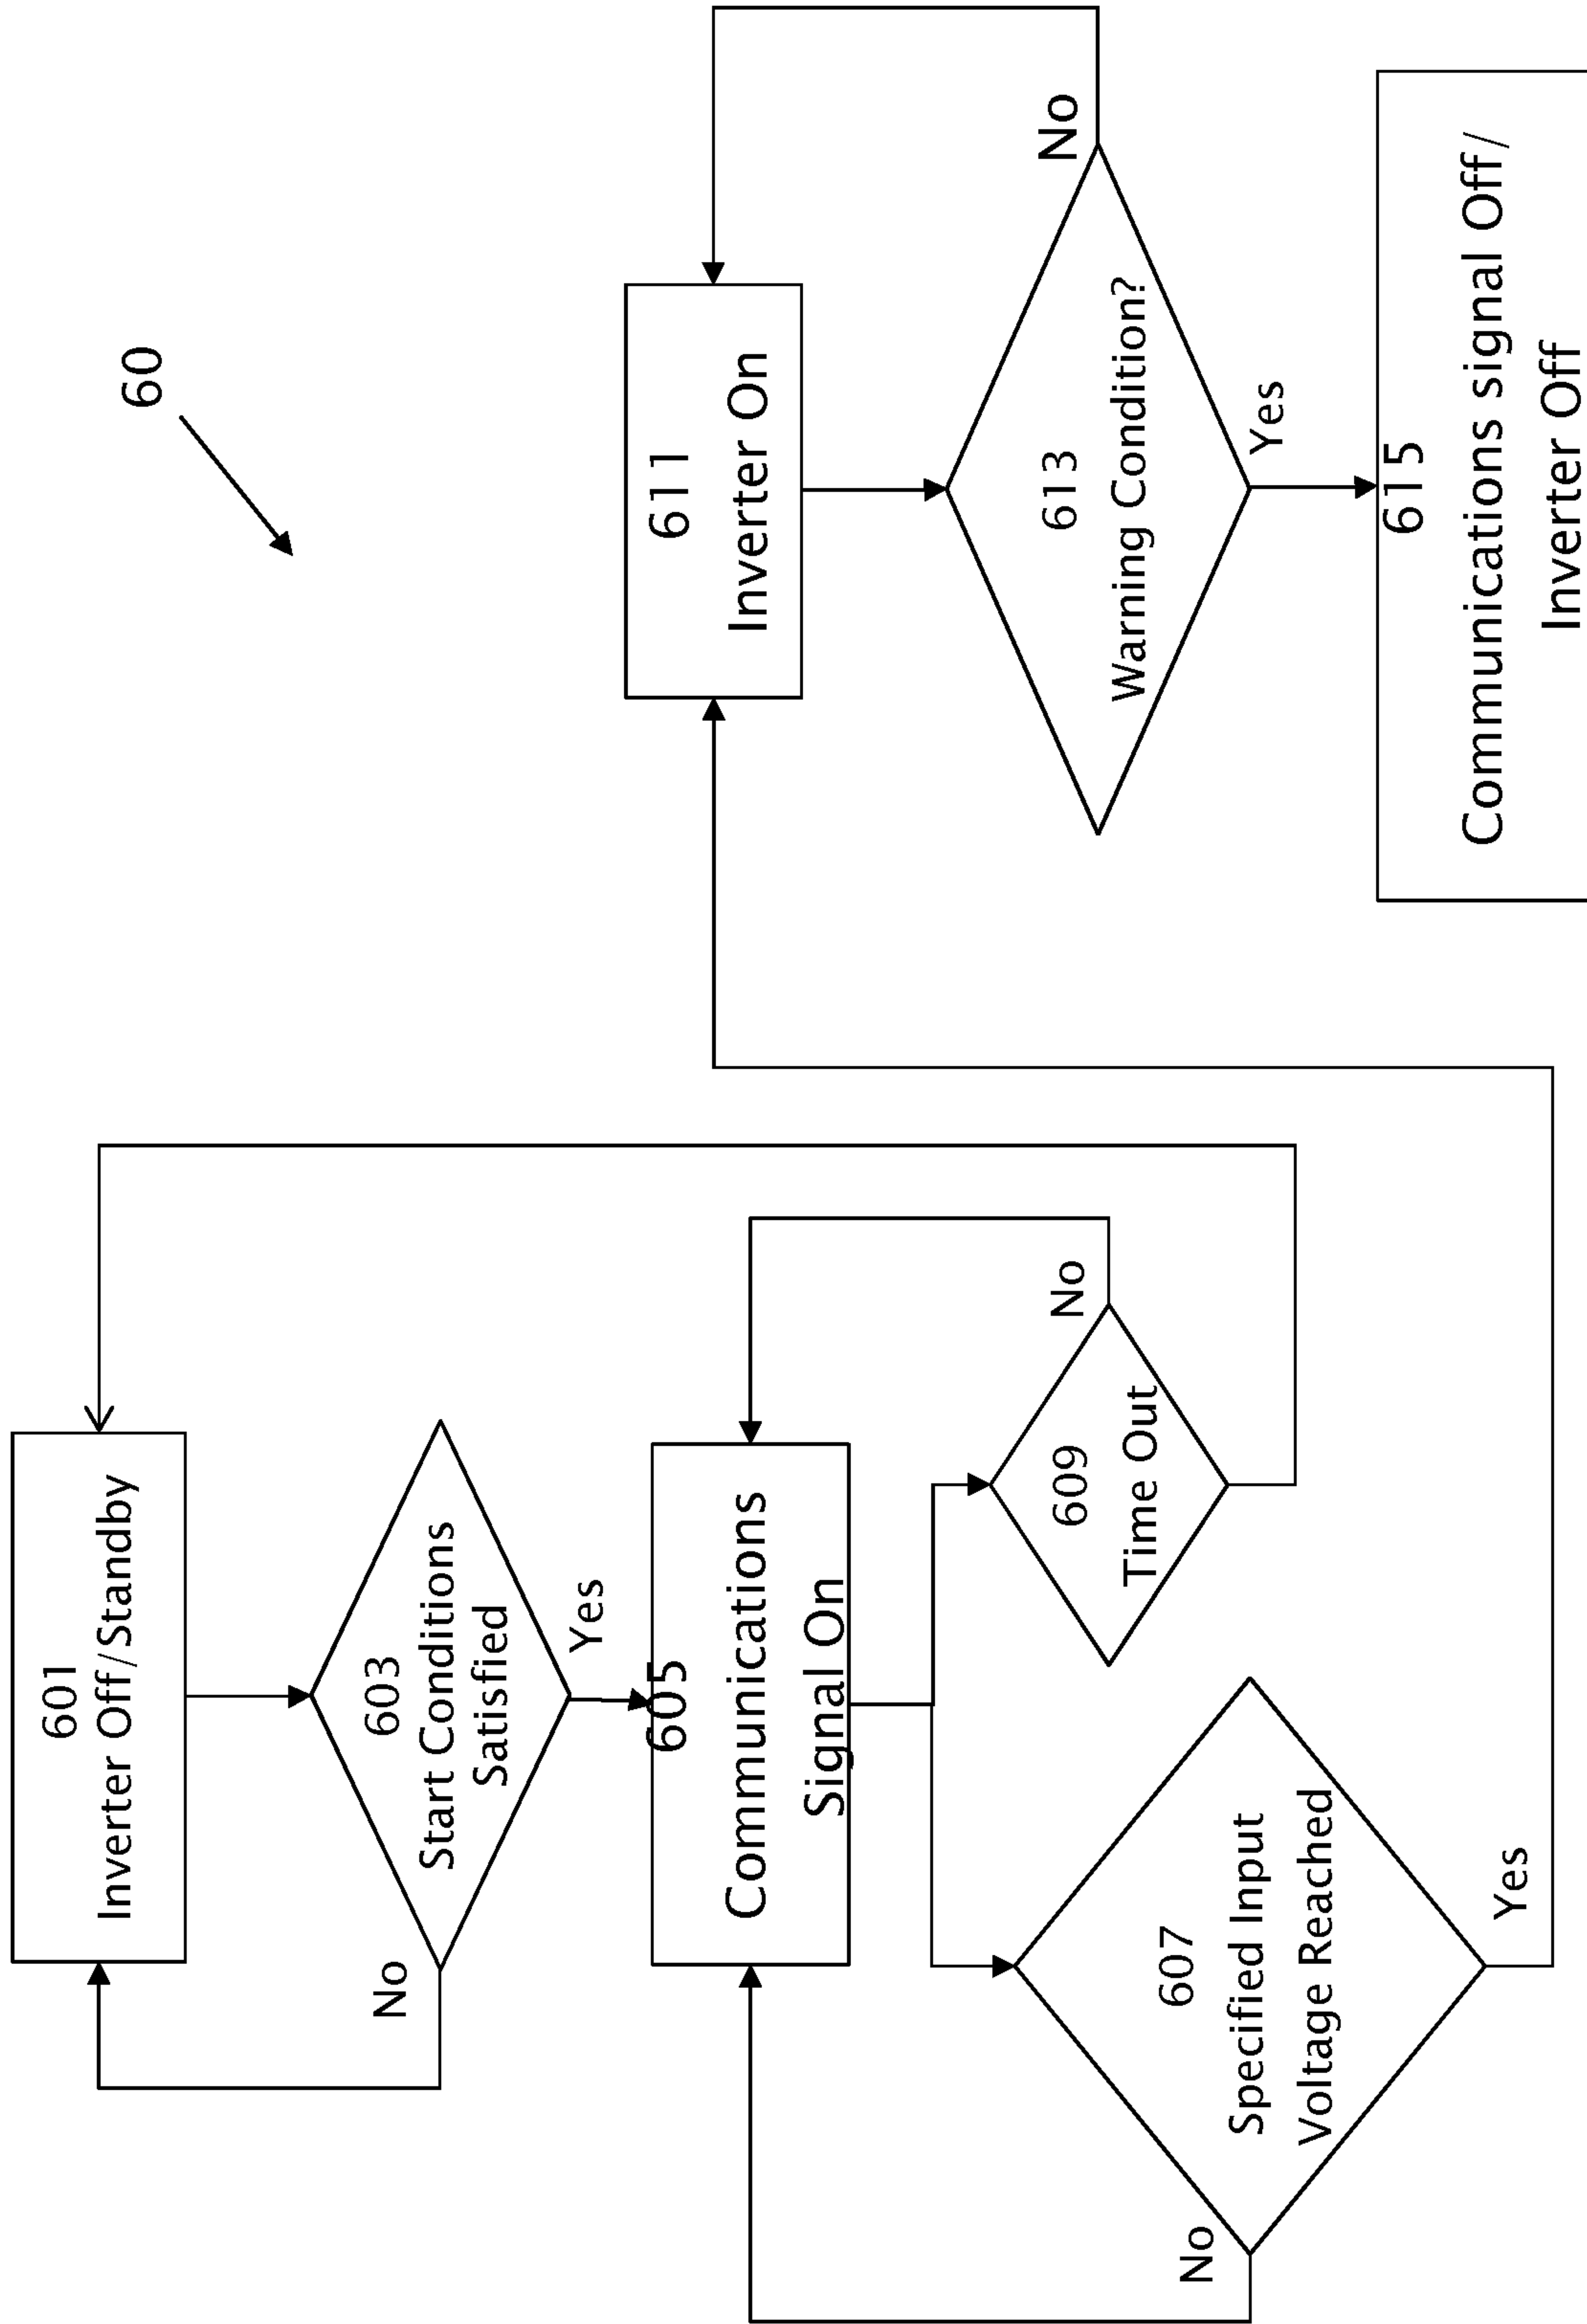 60
601
Inverter Off/Standby
603
Start Conditions
Satisfied
No
Yes
605
Communications
Signal On
607
Specified Input
Voltage Reached
No
Yes
609
Time Out
No
611
Inverter On
613
Warning Condition?
No
Yes
615
Communications signal Off/
Inverter Off